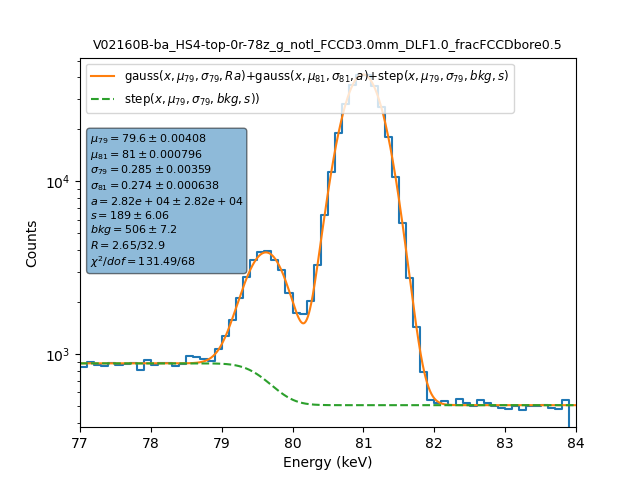 V02160B-ba_HS4-top-0r-78z_g_notl_FCCD3.0mm_DLF1.0_fracFCCDbore0.5
gauss(x, μ79, σ79, Ra)+gauss(x, μ81, σ81, a)+step(x, μ79, σ79, bkg, s)
step(x, μ79, σ79, bkg, s))
μ79 = 79.6 ± 0.00408
μ81 = 81 ± 0.000796
σ79 = 0.285 ± 0.00359
σ81 = 0.274 ± 0.000638
a = 2.82e + 04 ± 2.82e + 04
s = 189 ± 6.06
bkg = 506 ± 7.2
R = 2.65/32.9
χ²/dof = 131.49/68
10⁴
10³
Counts
77 78 79 80 81 82 83 84
Energy (keV)